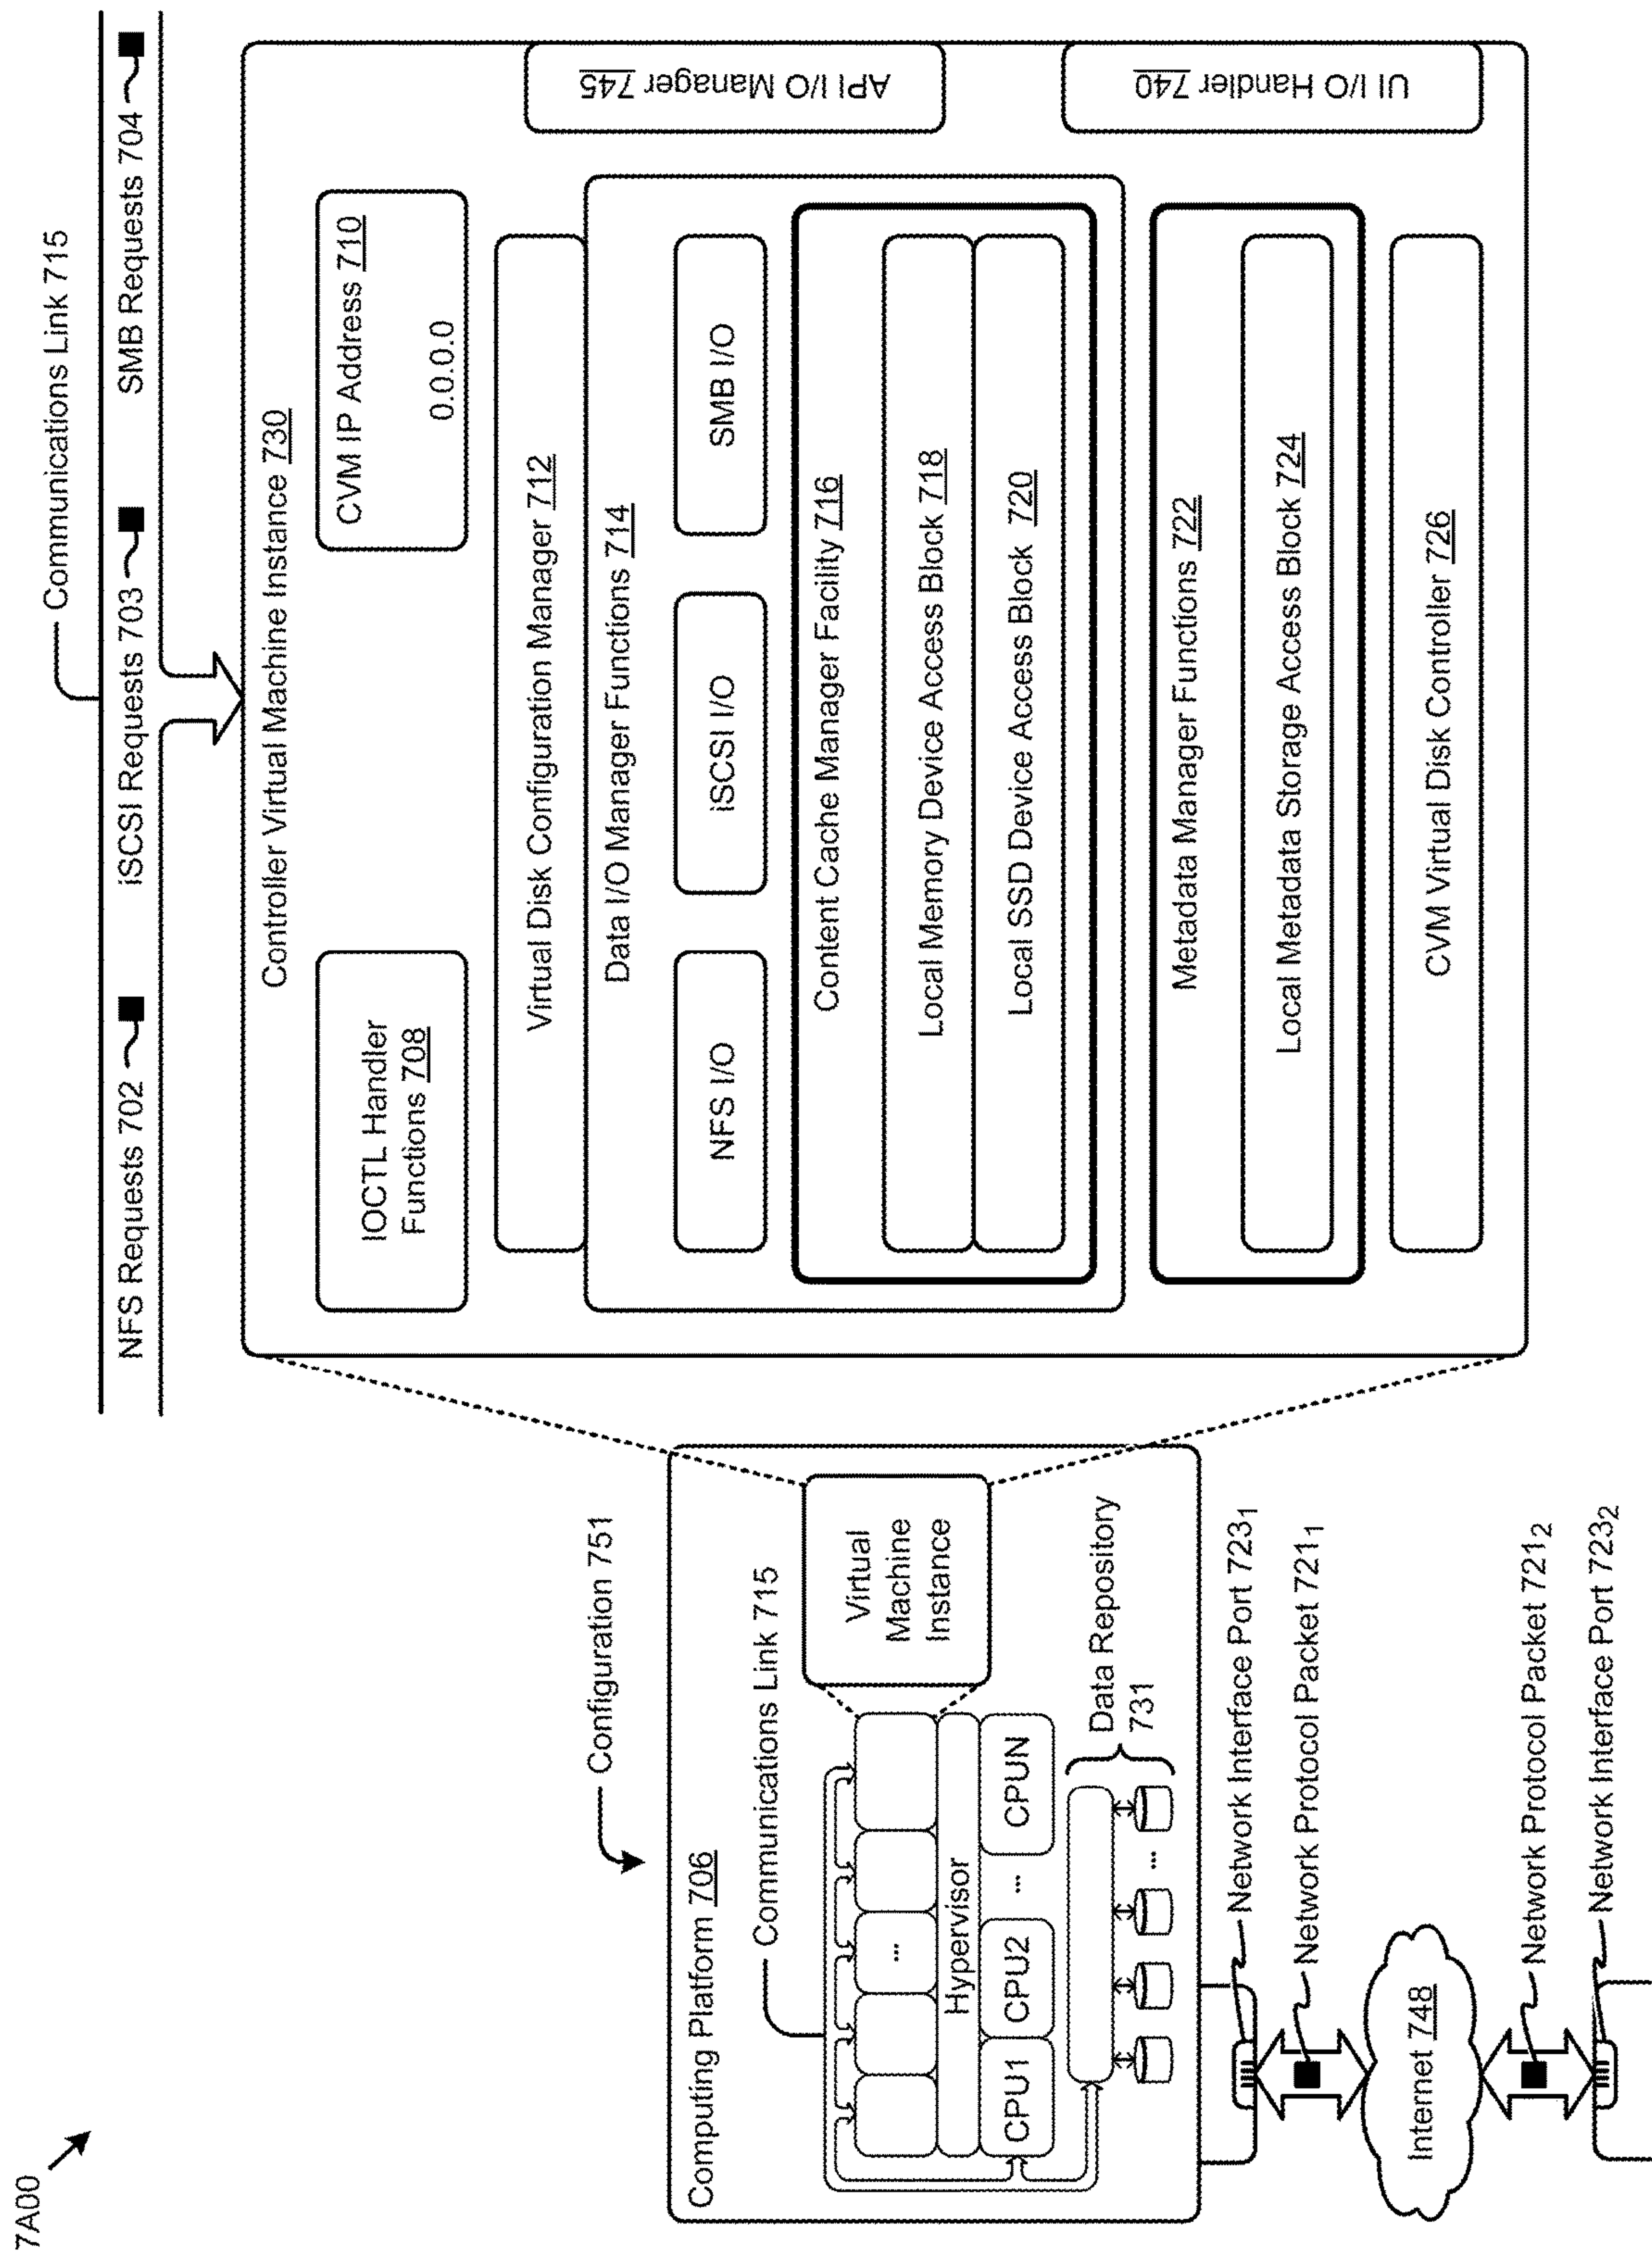 7A00
Communications Link 715
NFS Requests 702
iSCSI Requests 703
SMB Requests 704
Controller Virtual Machine Instance 730
IOCTL Handler
Functions 708
CVM IP Address 710
0.0.0.0
Virtual Disk Configuration Manager 712
Data I/O Manager Functions 714
NFS I/O
iSCSI I/O
SMB I/O
Content Cache Manager Facility 716
Local Memory Device Access Block 718
Local SSD Device Access Block 720
Metadata Manager Functions 722
Local Metadata Storage Access Block 724
CVM Virtual Disk Controller 726
API I/O Manager 745
UI I/O Handler 740
Configuration 751
Computing Platform 706
Communications Link 715
Virtual
Machine
Instance
...
Hypervisor
CPU1
CPU2
...
CPUN
Data Repository
731
...
Network Interface Port 723₁
Network Protocol Packet 721₁
Internet 748
Network Protocol Packet 721₂
Network Interface Port 723₂